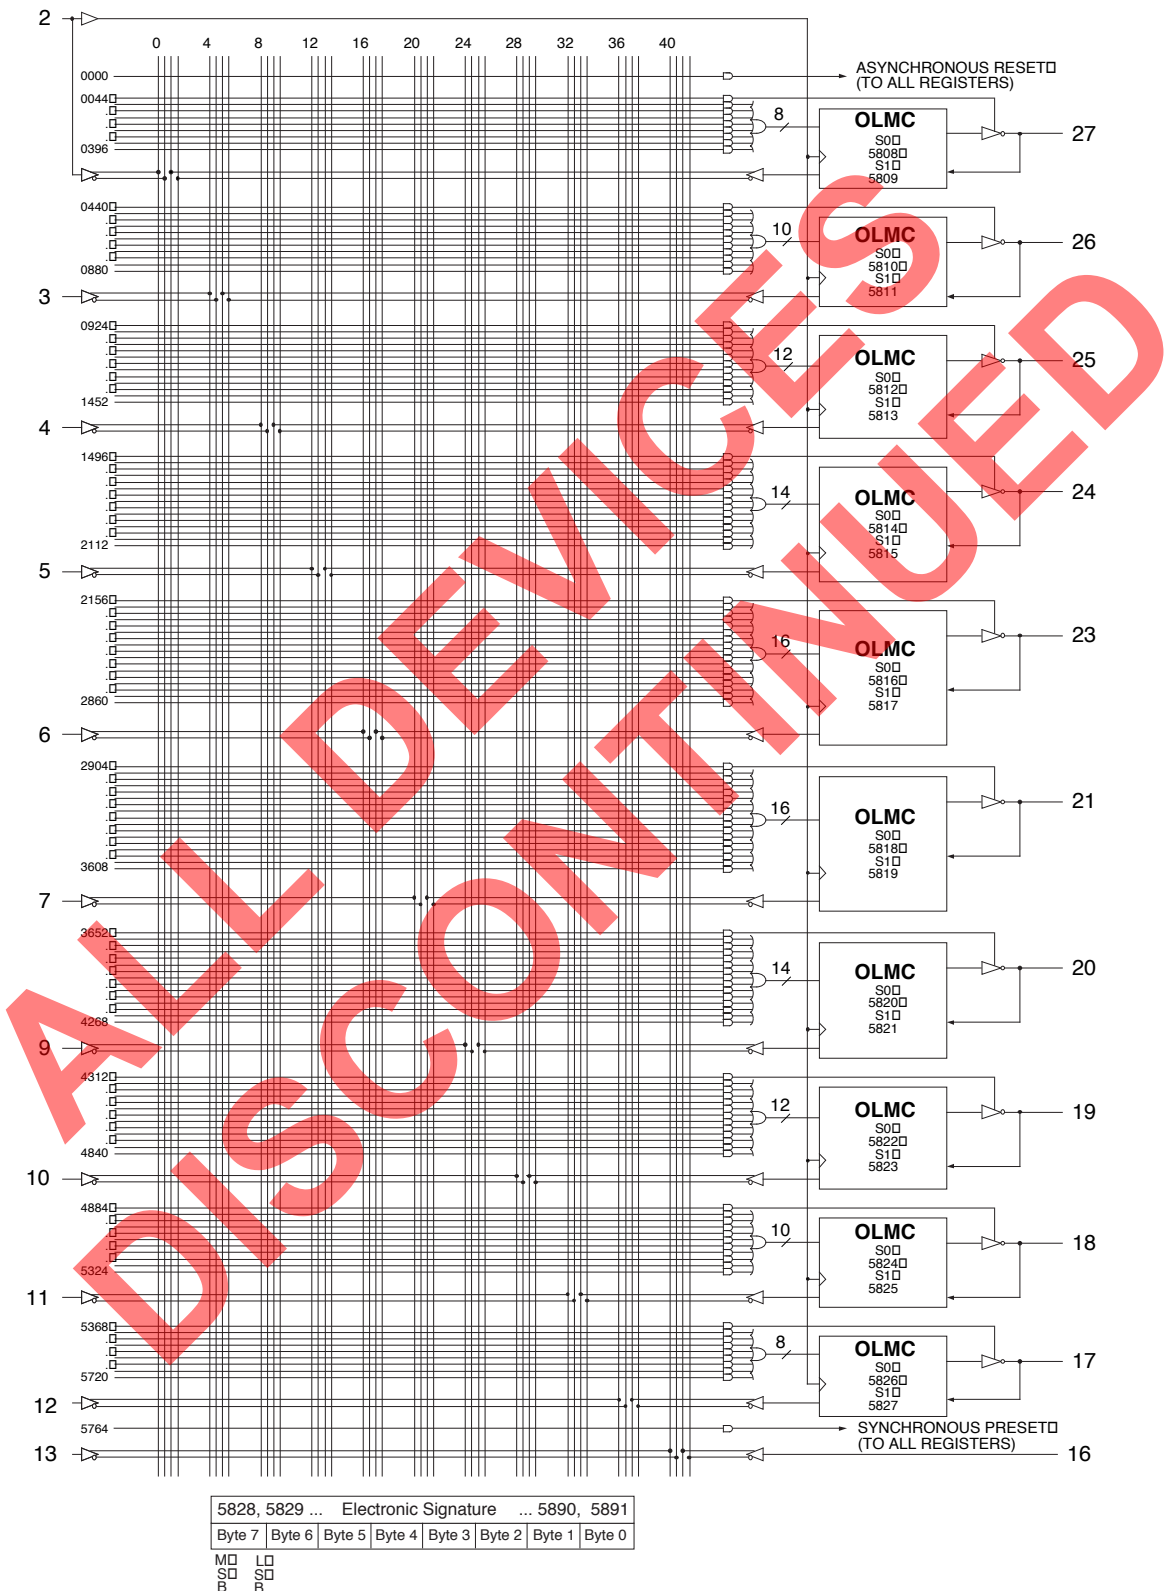 2
0 4 8 12 16 20 24 28 32 36 40
0000
ASYNCHRONOUS RESET
(TO ALL REGISTERS)
0044
.
.
.
0396
8
OLMC
S0
5808
S1
5809
27
0440
.
.
.
0880
10
OLMC
S0
5810
S1
5811
26
3
0924
.
.
.
.
.
1452
12
OLMC
S0
5812
S1
5813
25
4
1496
.
.
.
.
.
.
2112
14
OLMC
S0
5814
S1
5815
24
5
2156
.
.
.
.
.
.
.
2860
16
OLMC
S0
5816
S1
5817
23
6
2904
.
.
.
.
.
.
.
3608
16
OLMC
S0
5818
S1
5819
21
7
3652
.
.
.
.
.
.
4268
14
OLMC
S0
5820
S1
5821
20
9
4312
.
.
.
.
.
4840
12
OLMC
S0
5822
S1
5823
19
10
4884
.
.
.
.
5324
10
OLMC
S0
5824
S1
5825
18
11
5368
.
.
.
5720
8
OLMC
S0
5826
S1
5827
17
12
5764
SYNCHRONOUS PRESET
(TO ALL REGISTERS)
13
16
5828, 5829 ... Electronic Signature ... 5890, 5891
Byte 7 Byte 6 Byte 5 Byte 4 Byte 3 Byte 2 Byte 1 Byte 0
M L
S S
B B
ALL DEVICES
DISCONTINUED